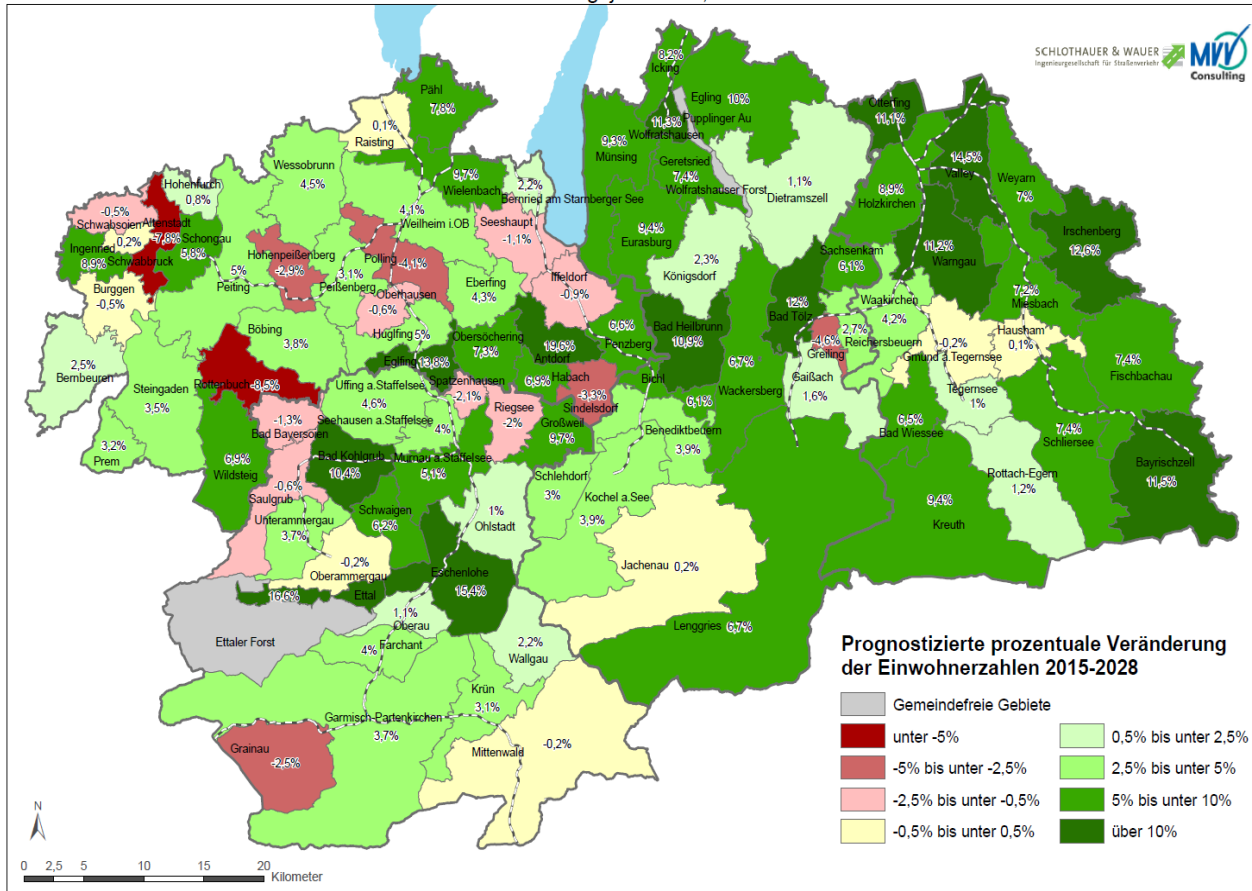 SCHLOTHAUER & WAUER
Ingenieurgesellschaft für Straßenverkehr
MVV
Consulting
8,2%
Icking
Pähl
7,8%
Egling
10%
Otterfing
11,1%
11,3%
Pupplinger Au
Wolfratshausen
0,1%
Raisting
9,3%
Münsing
Wessobrunn
4,5%
14,5%
Valley
Weyarn
7%
Geretsried
7,4%
Wolfratshauser Forst
9,7%
Wielenbach
2,2%
Bernried am Starnberger See
1,1%
Dietramszell
8,9%
Holzkirchen
Hohenfurch
0,8%
-0,5%
Schwabsoien
Altenstadt
-7,8%
4,1%
Weilheim i.OB
Seeshaupt
-1,1%
9,4%
Eurasburg
Irschenberg
12,6%
Ingenried
8,9%
0,2%
Schwabbruck
Schongau
5,8%
Hohenpeißenberg
-2,9%
Polling
-4,1%
Sachsenkam
6,1%
11,2%
Warngau
2,3%
Königsdorf
5%
Peiting
3,1%
Peißenberg
Eberfing
4,3%
Iffeldorf
-0,9%
Burggen
-0,5%
Oberhausen
-0,6%
7,2%
Miesbach
12%
Bad Tölz
Waakirchen
4,2%
Böbing
3,8%
Huglfing
5%
Obersöchering
7,3%
6,6%
Penzberg
Bad Heilbrunn
10,9%
2,7%
Reichersbeuern
-4,6%
Greiling
Hausham
0,1%
-0,2%
Gmund a.Tegernsee
2,5%
Bernbeuren
Eglfing
13,8%
19,6%
Antdorf
7,4%
Fischbachau
Steingaden
3,5%
Rottenbuch
-8,5%
Uffing a.Staffelsee
4,6%
Spatzenhausen
-2,1%
6,9%
Habach
Bichl
6,1%
6,7%
Wackersberg
Gaißach
1,6%
Tegernsee
1%
-3,3%
Sindelsdorf
-1,3%
Bad Bayersoien
Seehausen a.Staffelsee
4%
Riegsee
-2%
Großweil
9,7%
Benediktbeuern
3,9%
6,5%
Bad Wiessee
7,4%
Schliersee
3,2%
Prem
6,9%
Wildsteig
Bad Kohlgrub
10,4%
Murnau a.Staffelsee
5,1%
Schlehdorf
3%
Bayrischzell
11,5%
-0,6%
Saulgrub
Kochel a.See
3,9%
Rottach-Egern
1,2%
9,4%
Kreuth
Unterammergau
3,7%
Schwaigen
6,2%
1%
Ohlstadt
-0,2%
Oberammergau
Jachenau
0,2%
Eschenlohe
15,4%
16,6%
Ettal
1,1%
Oberau
Ettaler Forst
Lenggries
6,7%
4%
Farchant
2,2%
Wallgau
Krün
3,1%
Garmisch-Partenkirchen
3,7%
Grainau
-2,5%
Mittenwald
-0,2%
Prognostizierte prozentuale Veränderung
der Einwohnerzahlen 2015-2028
Gemeindefreie Gebiete
unter -5%
-5% bis unter -2,5%
-2,5% bis unter -0,5%
-0,5% bis unter 0,5%
0,5% bis unter 2,5%
2,5% bis unter 5%
5% bis unter 10%
über 10%
N
0 2,5 5 10 15 20
Kilometer